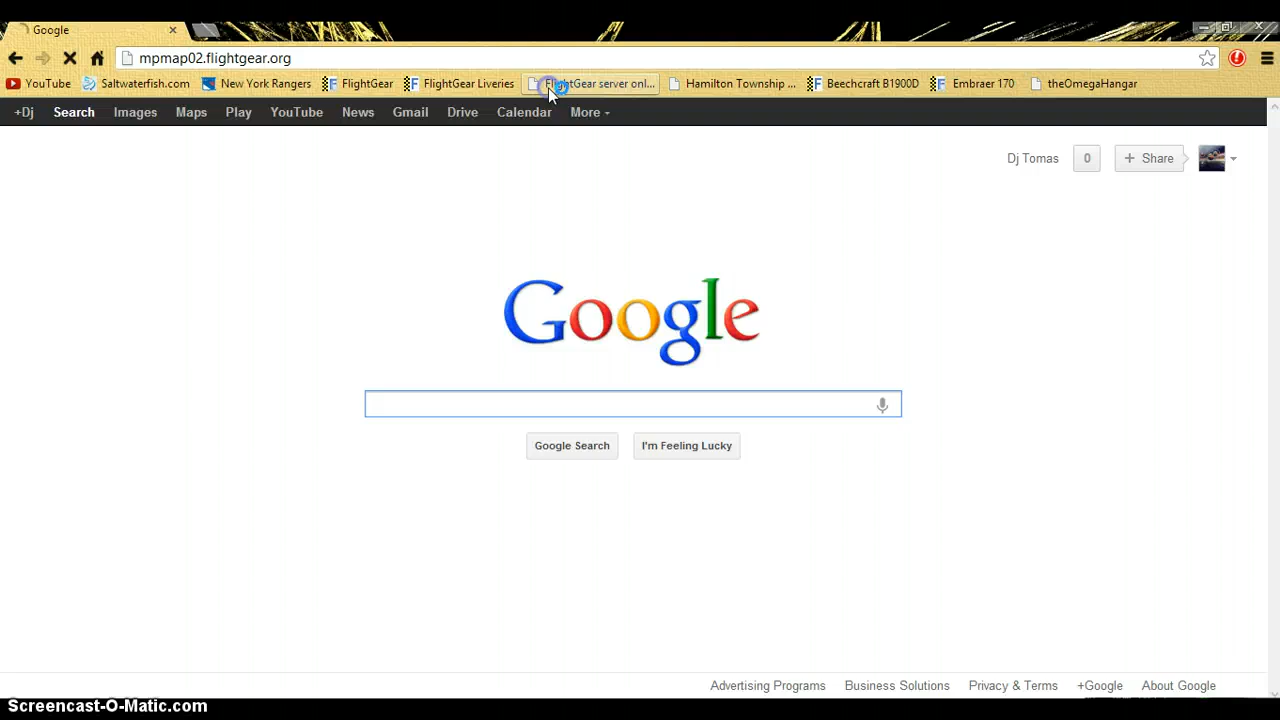 Google
mpmap02.flightgear.org
YouTube Saltwaterfish.com New York Rangers FlightGear FlightGear Liveries FlightGear server onl... Hamilton Township ... Beechcraft B1900D Embraer 170 theOmegaHangar
+Dj Search Images Maps Play YouTube News Gmail Drive Calendar More
Dj Tomas 0 + Share
Google
Google Search I'm Feeling Lucky
Advertising Programs Business Solutions Privacy & Terms +Google About Google
Screencast-O-Matic.com